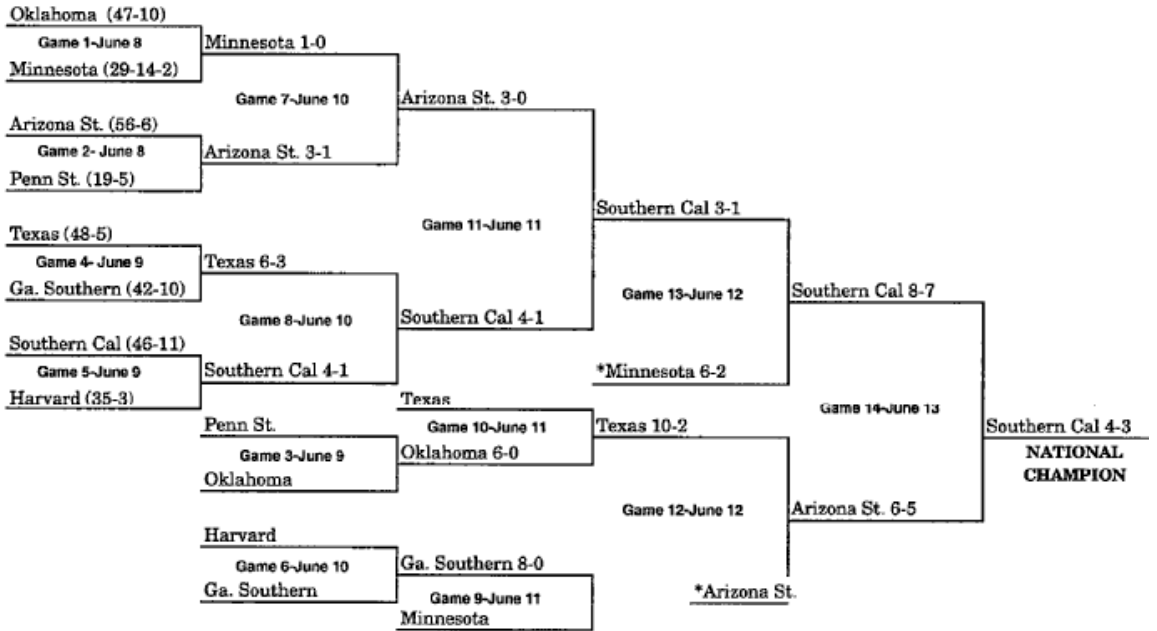 Oklahoma (47-10)
Game 1-June 8
Minnesota 1-0
Minnesota (29-14-2)
Game 7-June 10
Arizona St. 3-0
Arizona St. (56-6)
Game 2- June 8
Arizona St. 3-1
Penn St. (19-5)
Game 11-June 11
Southern Cal 3-1
Texas (48-5)
Game 4- June 9
Texas 6-3
Ga. Southern (42-10)
Game 13-June 12
Southern Cal 8-7
Game 8-June 10
Southern Cal 4-1
Southern Cal (46-11)
Game 5-June 9
Southern Cal 4-1
*Minnesota 6-2
Harvard (35-3)
Texas
Game 14-June 13
Penn St.
Game 10-June 11
Texas 10-2
Southern Cal 4-3
Game 3-June 9
Oklahoma 6-0
NATIONAL
CHAMPION
Oklahoma
Game 12-June 12
Arizona St. 6-5
Harvard
Game 6-June 10
Ga. Southern 8-0
Ga. Southern
*Arizona St.
Game 9-June 11
Minnesota